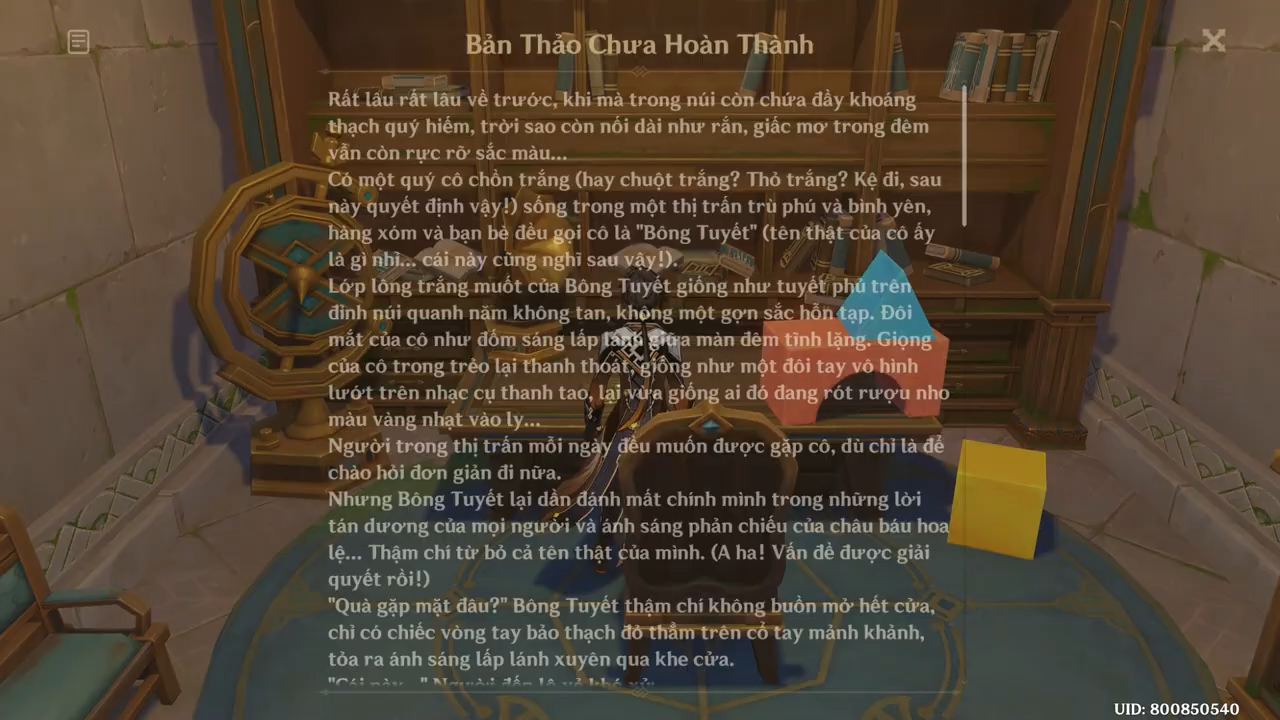 Bản Thảo Chưa Hoàn Thành
Rất lâu rất lâu về trước, khi mà trong núi còn chứa đầy khoáng
thạch quý hiếm, trời sao còn nối dài như rắn, giấc mơ trong đêm
vẫn còn rực rỡ sắc màu...
Có một quý cô chồn trắng (hay chuột trắng? Thỏ trắng? Kệ đi, sau
này quyết định vậy!) sống trong một thị trấn trù phú và bình yên,
hàng xóm và bạn bè đều gọi cô là "Bông Tuyết" (tên thật của cô ấy
là gì nhỉ... cái này cũng nghĩ sau vậy!).
Lớp lông trắng muốt của Bông Tuyết giống như tuyết phủ trên
đỉnh núi quanh năm không tan, không một gợn sắc hỗn tạp. Đôi
mắt của cô như đốm sáng lấp lánh giữa màn đêm tĩnh lặng. Giọng
của cô trong trẻo lại thanh thoát, giống như một đôi tay vô hình
lướt trên nhạc cụ thanh tao, lại vừa giống ai đó đang rót rượu nho
màu vàng nhạt vào ly...
Người trong thị trấn mỗi ngày đều muốn được gặp cô, dù chỉ là để
chào hỏi đơn giản đi nữa.
Nhưng Bông Tuyết lại dần đánh mất chính mình trong những lời
tán dương của mọi người và ánh sáng phản chiếu của châu báu hoa
lệ... Thậm chí từ bỏ cả tên thật của mình. (A ha! Vấn đề được giải
quyết rồi!)
"Quà gặp mặt đâu?" Bông Tuyết thậm chí không buồn mở hết cửa,
chỉ có chiếc vòng tay bảo thạch đỏ thẫm trên cổ tay mảnh khảnh,
tỏa ra ánh sáng lấp lánh xuyên qua khe cửa.
"Cái này..." Người đến lộ vẻ khó xử.
UID: 800850540